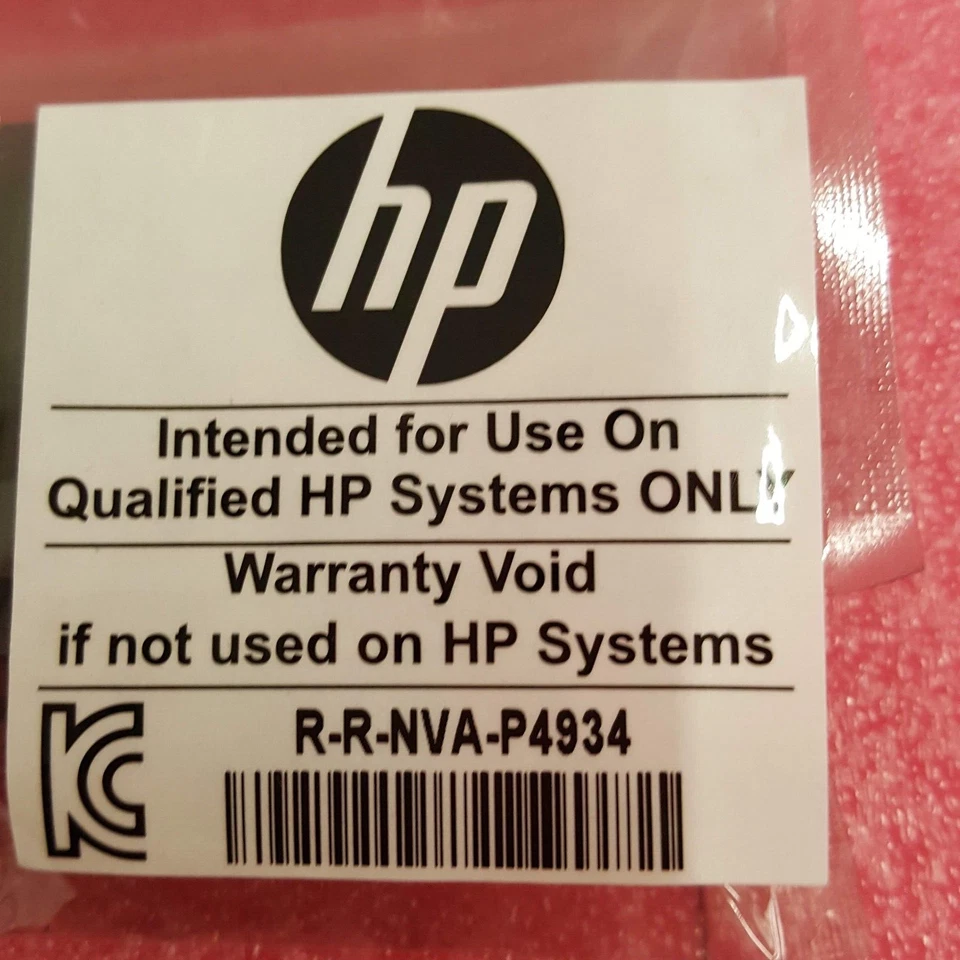 hp
Intended for Use On
Qualified HP Systems ONLY
Warranty Void
if not used on HP Systems
R-R-NVA-P4934
KC